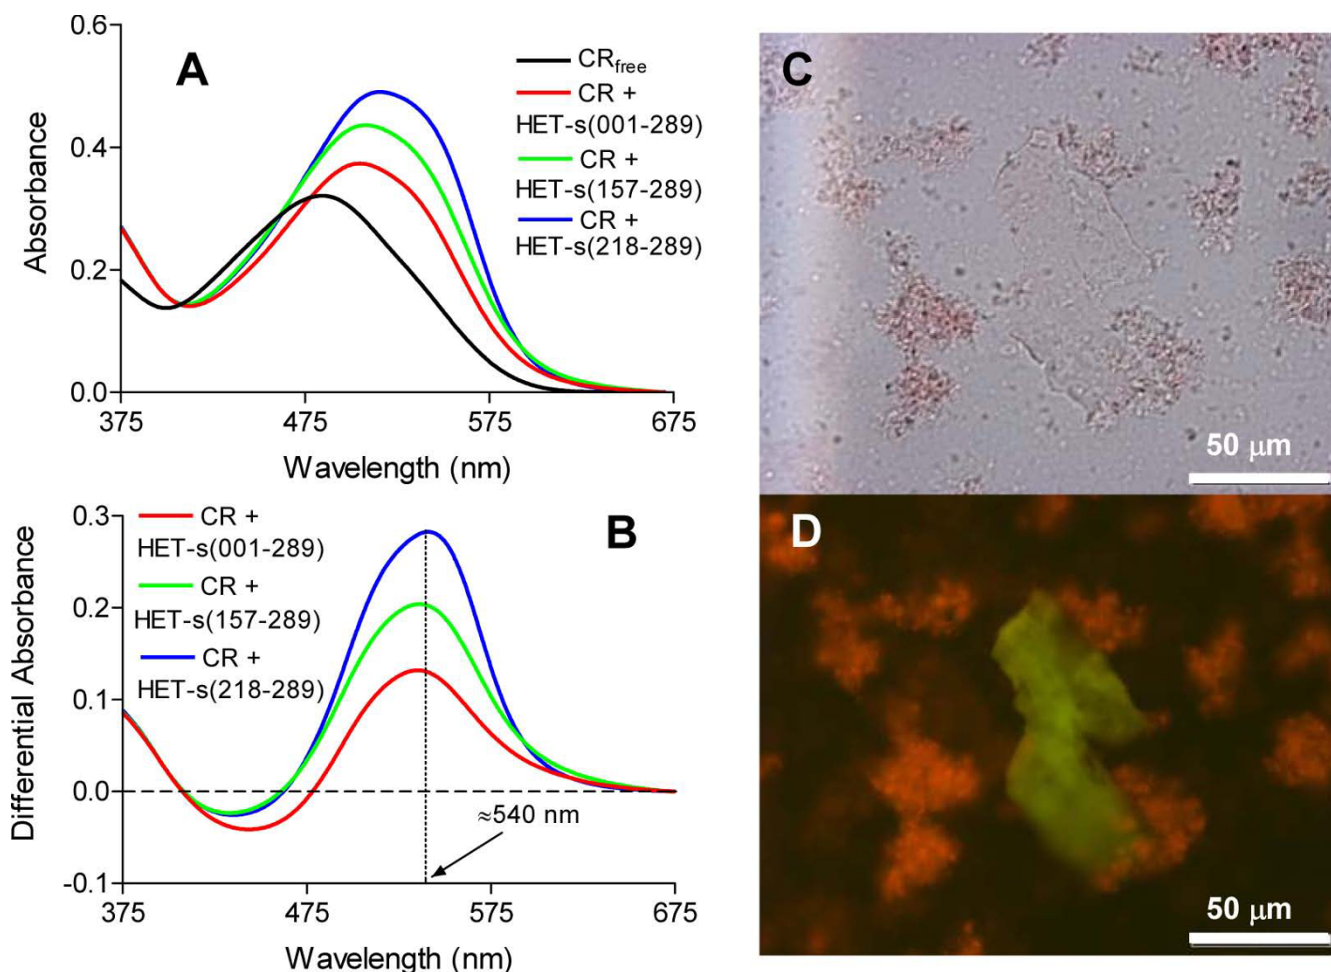 0.6
0.4
0.2
0.0
Absorbance
A
CRfree
CR +
HET-s(001-289)
CR +
HET-s(157-289)
CR +
HET-s(218-289)
375
475
575
675
Wavelength (nm)
0.3
0.2
0.1
0.0
-0.1
Differential Absorbance
CR +
HET-s(001-289)
CR +
HET-s(157-289)
CR +
HET-s(218-289)
B
≈540 nm
375
475
575
675
Wavelength (nm)
C
50 μm
D
50 μm